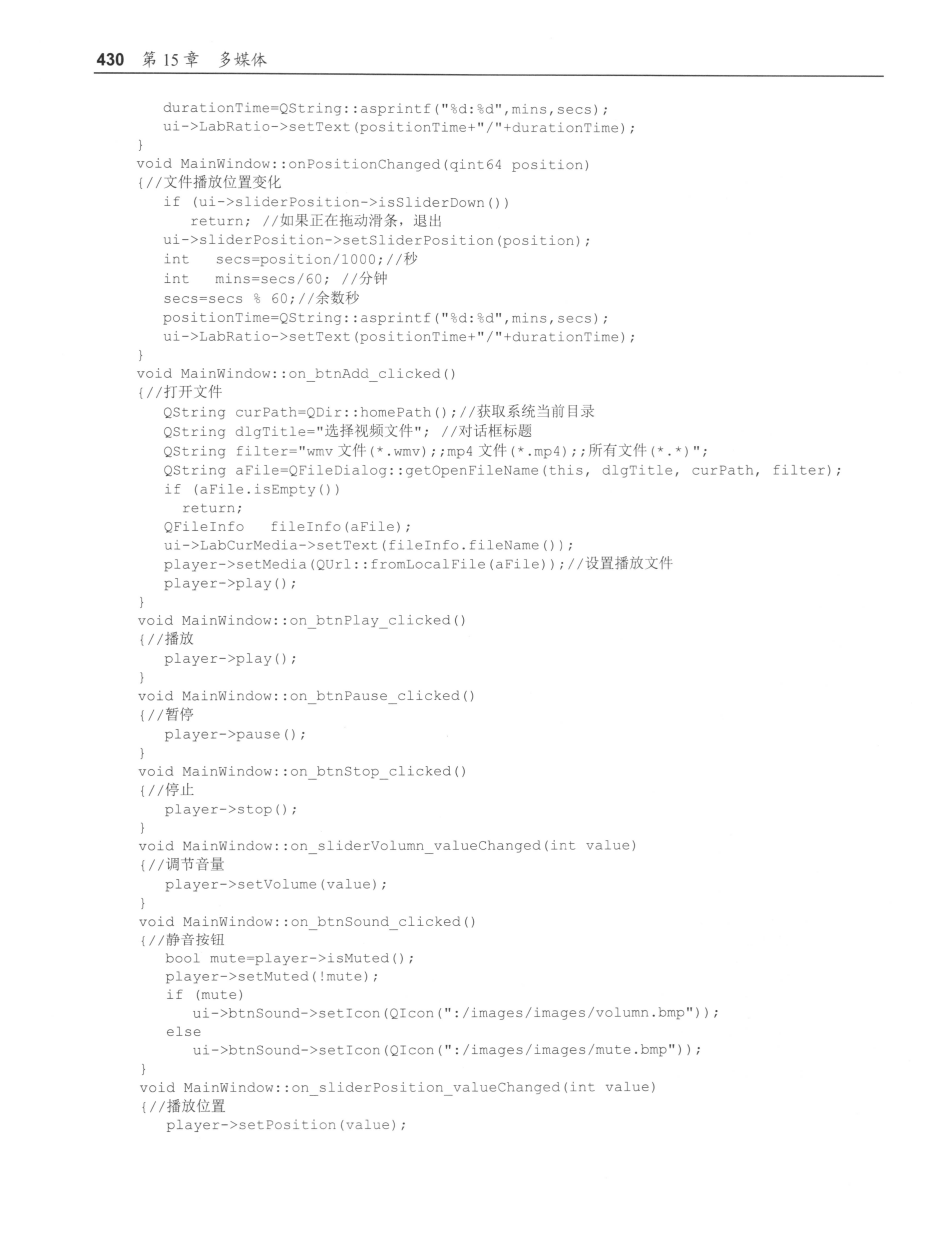 430 第 15 章 多媒体
durationTime=QString::asprintf("%d:%d",mins,secs);
ui->LabRatio->setText(positionTime+"/"+durationTime);
}
void MainWindow::onPositionChanged(qint64 position)
{//文件播放位置变化
if (ui->sliderPosition->isSliderDown())
return; //如果正在拖动滑条，退出
ui->sliderPosition->setSliderPosition(position);
int secs=position/1000;//秒
int mins=secs/60; //分钟
secs=secs % 60;//余数秒
positionTime=QString::asprintf("%d:%d",mins,secs);
ui->LabRatio->setText(positionTime+"/"+durationTime);
}
void MainWindow::on_btnAdd_clicked()
{//打开文件
QString curPath=QDir::homePath();//获取系统当前目录
QString dlgTitle="选择视频文件"; //对话框标题
QString filter="wmv 文件(*.wmv);;mp4 文件(*.mp4);;所有文件(*.*)";
QString aFile=QFileDialog::getOpenFileName(this, dlgTitle, curPath, filter);
if (aFile.isEmpty())
return;
QFileInfo fileInfo(aFile);
ui->LabCurMedia->setText(fileInfo.fileName());
player->setMedia(QUrl::fromLocalFile(aFile));//设置播放文件
player->play();
}
void MainWindow::on_btnPlay_clicked()
{//播放
player->play();
}
void MainWindow::on_btnPause_clicked()
{//暂停
player->pause();
}
void MainWindow::on_btnStop_clicked()
{//停止
player->stop();
}
void MainWindow::on_sliderVolumn_valueChanged(int value)
{//调节音量
player->setVolume(value);
}
void MainWindow::on_btnSound_clicked()
{//静音按钮
bool mute=player->isMuted();
player->setMuted(!mute);
if (mute)
ui->btnSound->setIcon(QIcon(":/images/images/volumn.bmp"));
else
ui->btnSound->setIcon(QIcon(":/images/images/mute.bmp"));
}
void MainWindow::on_sliderPosition_valueChanged(int value)
{//播放位置
player->setPosition(value);